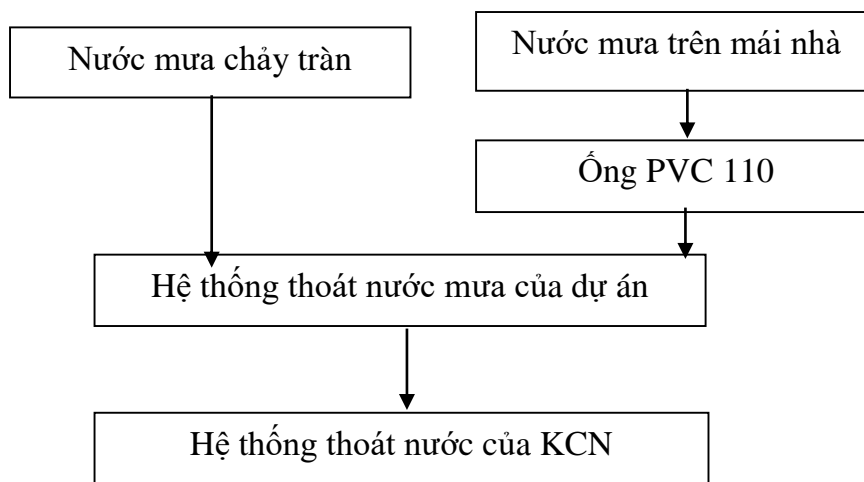 Nước mưa chảy tràn
Nước mưa trên mái nhà
Ống PVC 110
Hệ thống thoát nước mưa của dự án
Hệ thống thoát nước của KCN